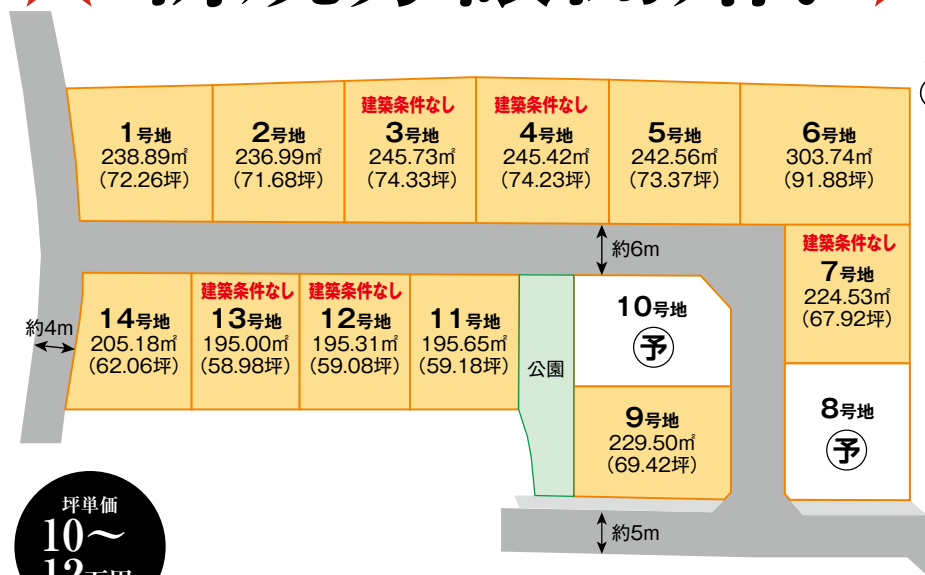 建築条件なし
建築条件なし
1号地
2号地
3号地
4号地
5号地
6号地
238.89㎡
236.99㎡
245.73㎡
245.42㎡
242.56㎡
303.74㎡
(72.26坪)
(71.68坪)
(74.33坪)
(74.23坪)
(73.37坪)
(91.88坪)
約6m
建築条件なし
7号地
224.53㎡
(67.92坪)
約4m
14号地
205.18㎡
(62.06坪)
建築条件なし
13号地
195.00㎡
(58.98坪)
建築条件なし
12号地
195.31㎡
(59.08坪)
11号地
195.65㎡
(59.18坪)
公園
10号地
予
9号地
229.50㎡
(69.42坪)
8号地
予
約5m
坪単価
10〜